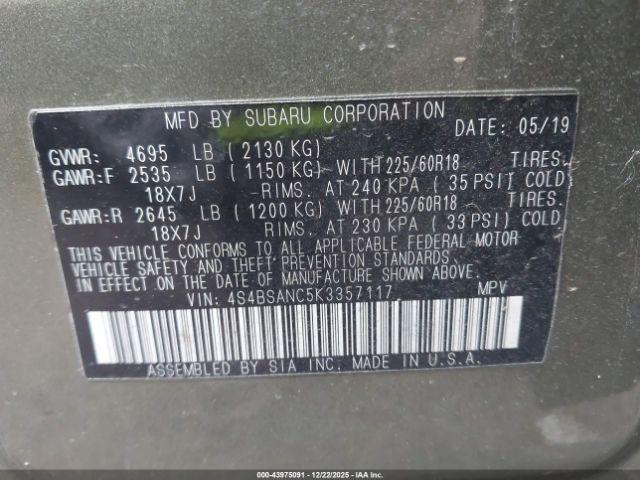 MFD BY SUBARU CORPORATION
DATE: 05/19
GVWR: 4695 LB ( 2130 KG)
GAWR:F 2535 LB ( 1150 KG) WITH 225/60R18 TIRES,
18X7J RIMS, AT 240 KPA ( 35 PSI) COLD
GAWR:R 2645 LB ( 1200 KG) WITH 225/60R18 TIRES,
18X7J RIMS, AT 230 KPA ( 33 PSI) COLD
THIS VEHICLE CONFORMS TO ALL APPLICABLE FEDERAL MOTOR
VEHICLE SAFETY AND THEFT PREVENTION STANDARDS
IN EFFECT ON THE DATE OF MANUFACTURE SHOWN ABOVE.
VIN: 4S4BSANC5K3357117 MPV
ASSEMBLED BY SIA INC. MADE IN U.S.A.
000-43975091 - 12/22/2025 - IAAI.COM